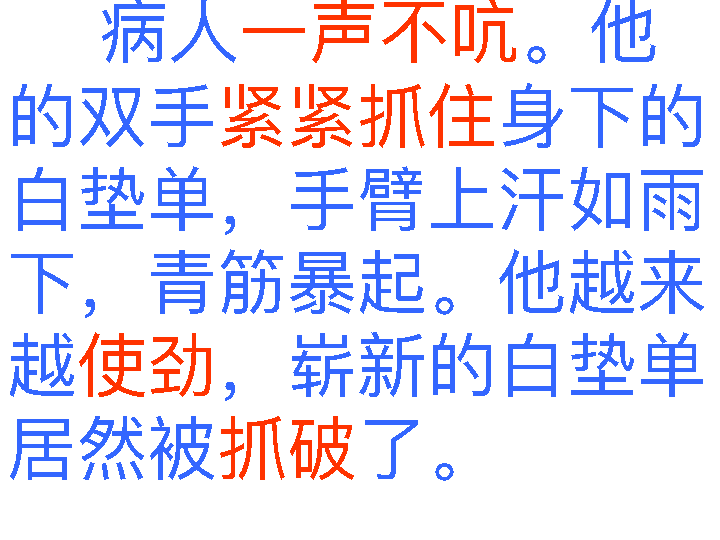 病人一声不吭。他
的双手紧紧抓住身下的
白垫单，手臂上汗如雨
下，青筋暴起。他越来
越使劲，崭新的白垫单
居然被抓破了。